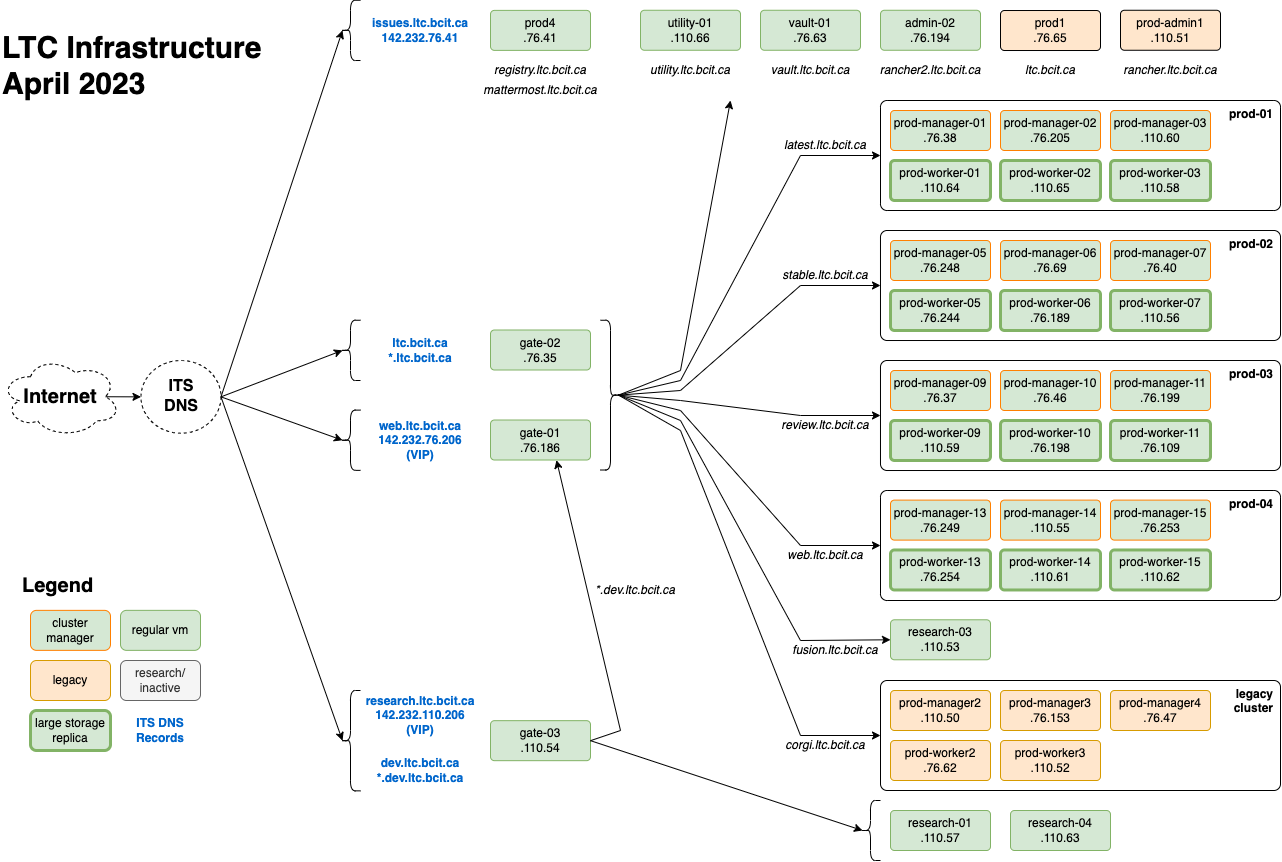 LTC Infrastructure
April 2023
issues.ltc.bcit.ca
142.232.76.41
prod4
.76.41
registry.ltc.bcit.ca
mattermost.ltc.bcit.ca
utility-01
.110.66
utility.ltc.bcit.ca
vault-01
.76.63
vault.ltc.bcit.ca
admin-02
.76.194
rancher2.ltc.bcit.ca
prod1
.76.65
ltc.bcit.ca
prod-admin1
.110.51
rancher.ltc.bcit.ca
latest.ltc.bcit.ca
prod-01
prod-manager-01
.76.38
prod-manager-02
.76.205
prod-manager-03
.110.60
prod-worker-01
.110.64
prod-worker-02
.110.65
prod-worker-03
.110.58
stable.ltc.bcit.ca
prod-02
prod-manager-05
.76.248
prod-manager-06
.76.69
prod-manager-07
.76.40
prod-worker-05
.76.244
prod-worker-06
.76.189
prod-worker-07
.110.56
Internet
ITS
DNS
ltc.bcit.ca
*.ltc.bcit.ca
gate-02
.76.35
web.ltc.bcit.ca
142.232.76.206
(VIP)
gate-01
.76.186
review.ltc.bcit.ca
prod-03
prod-manager-09
.76.37
prod-manager-10
.76.46
prod-manager-11
.76.199
prod-worker-09
.110.59
prod-worker-10
.76.198
prod-worker-11
.76.109
web.ltc.bcit.ca
prod-04
prod-manager-13
.76.249
prod-manager-14
.110.55
prod-manager-15
.76.253
prod-worker-13
.76.254
prod-worker-14
.110.61
prod-worker-15
.110.62
*.dev.ltc.bcit.ca
fusion.ltc.bcit.ca
research-03
.110.53
research.ltc.bcit.ca
142.232.110.206
(VIP)
dev.ltc.bcit.ca
*.dev.ltc.bcit.ca
gate-03
.110.54
corgi.ltc.bcit.ca
legacy
cluster
prod-manager2
.110.50
prod-manager3
.76.153
prod-manager4
.76.47
prod-worker2
.76.62
prod-worker3
.110.52
research-01
.110.57
research-04
.110.63
Legend
cluster
manager
regular vm
legacy
research/
inactive
large storage
replica
ITS DNS
Records